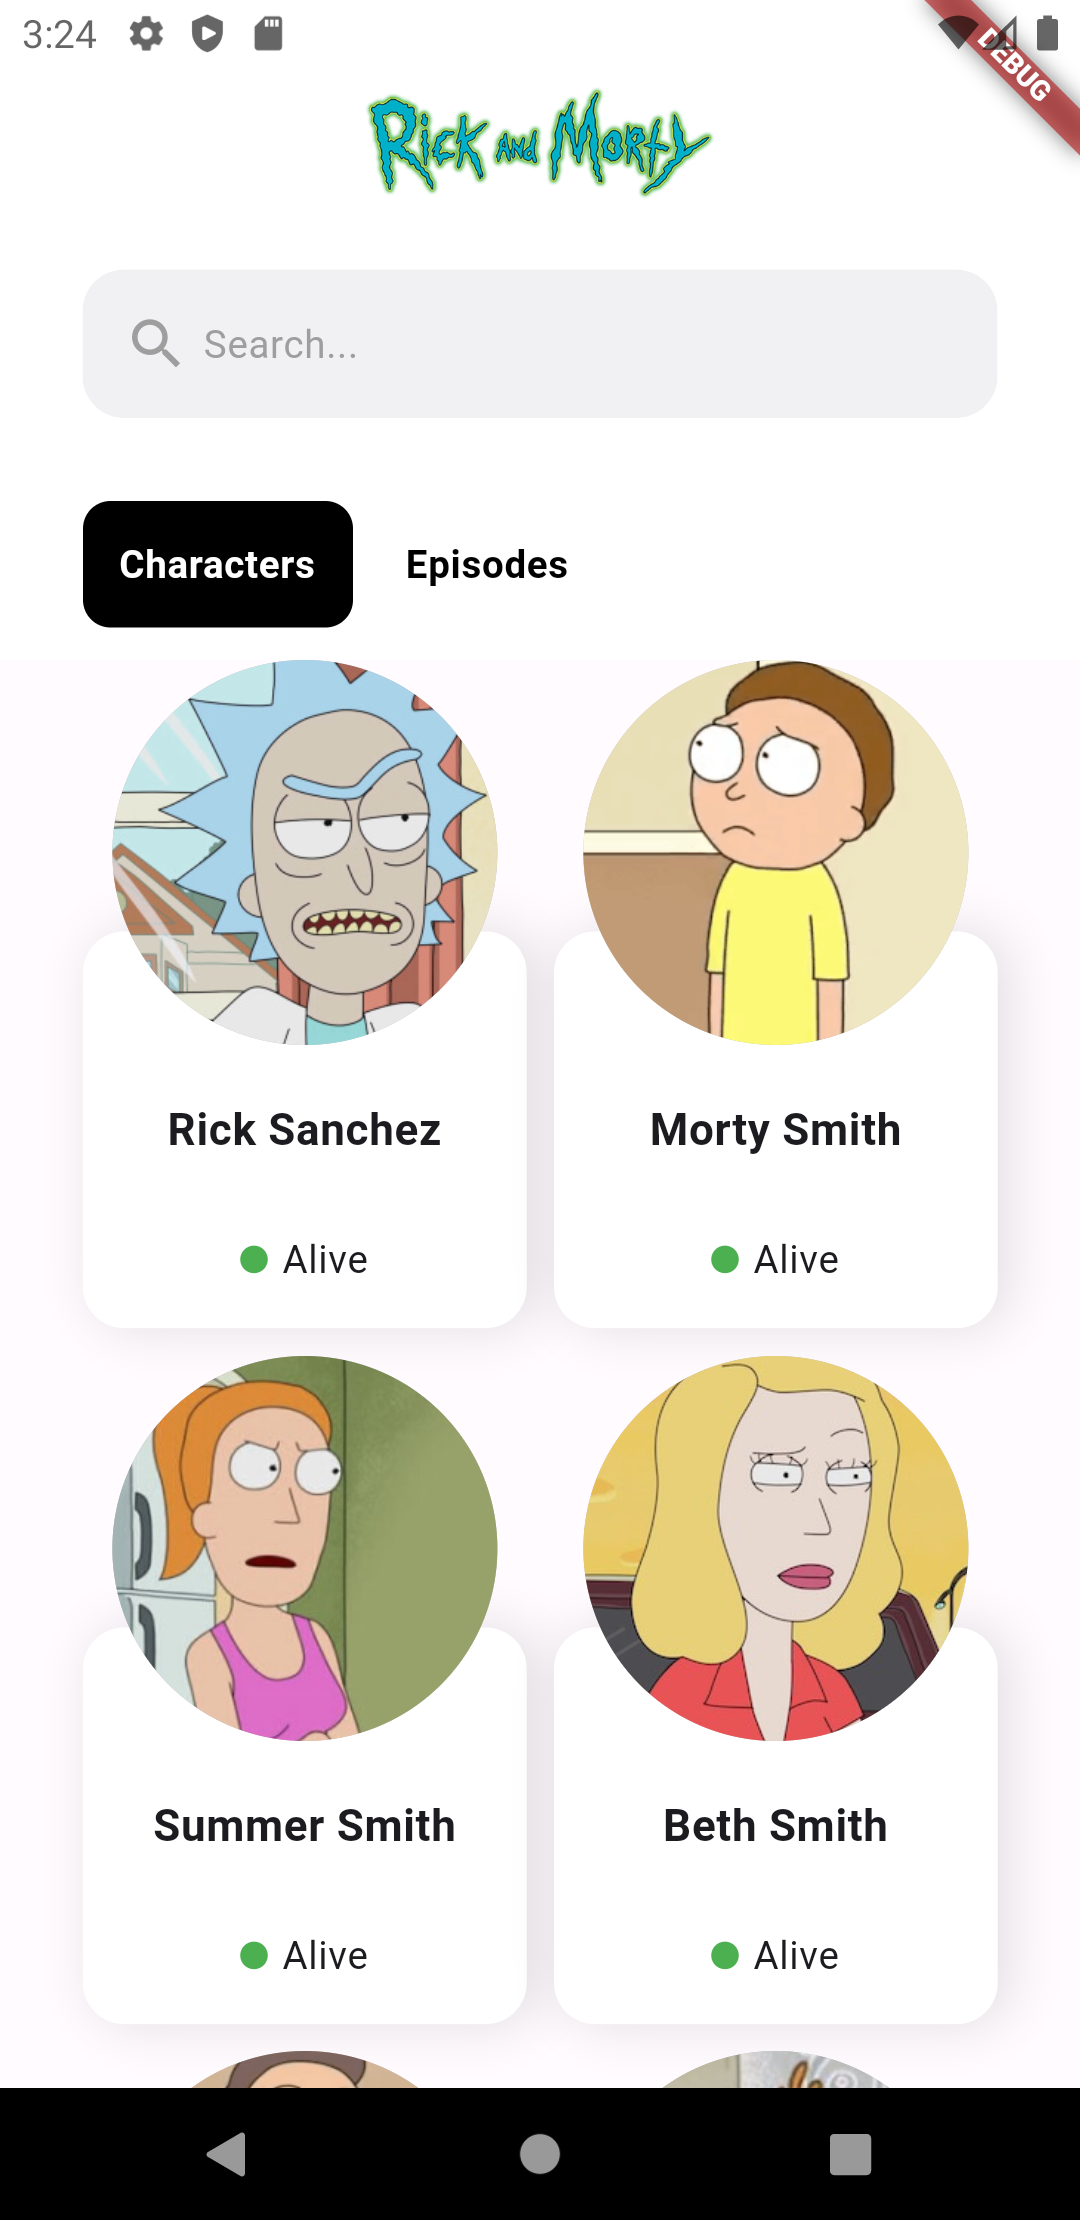 3:24
DEBUG
Rick and Morty
Search...
Characters Episodes
Rick Sanchez Morty Smith
Alive Alive
Summer Smith Beth Smith
Alive Alive